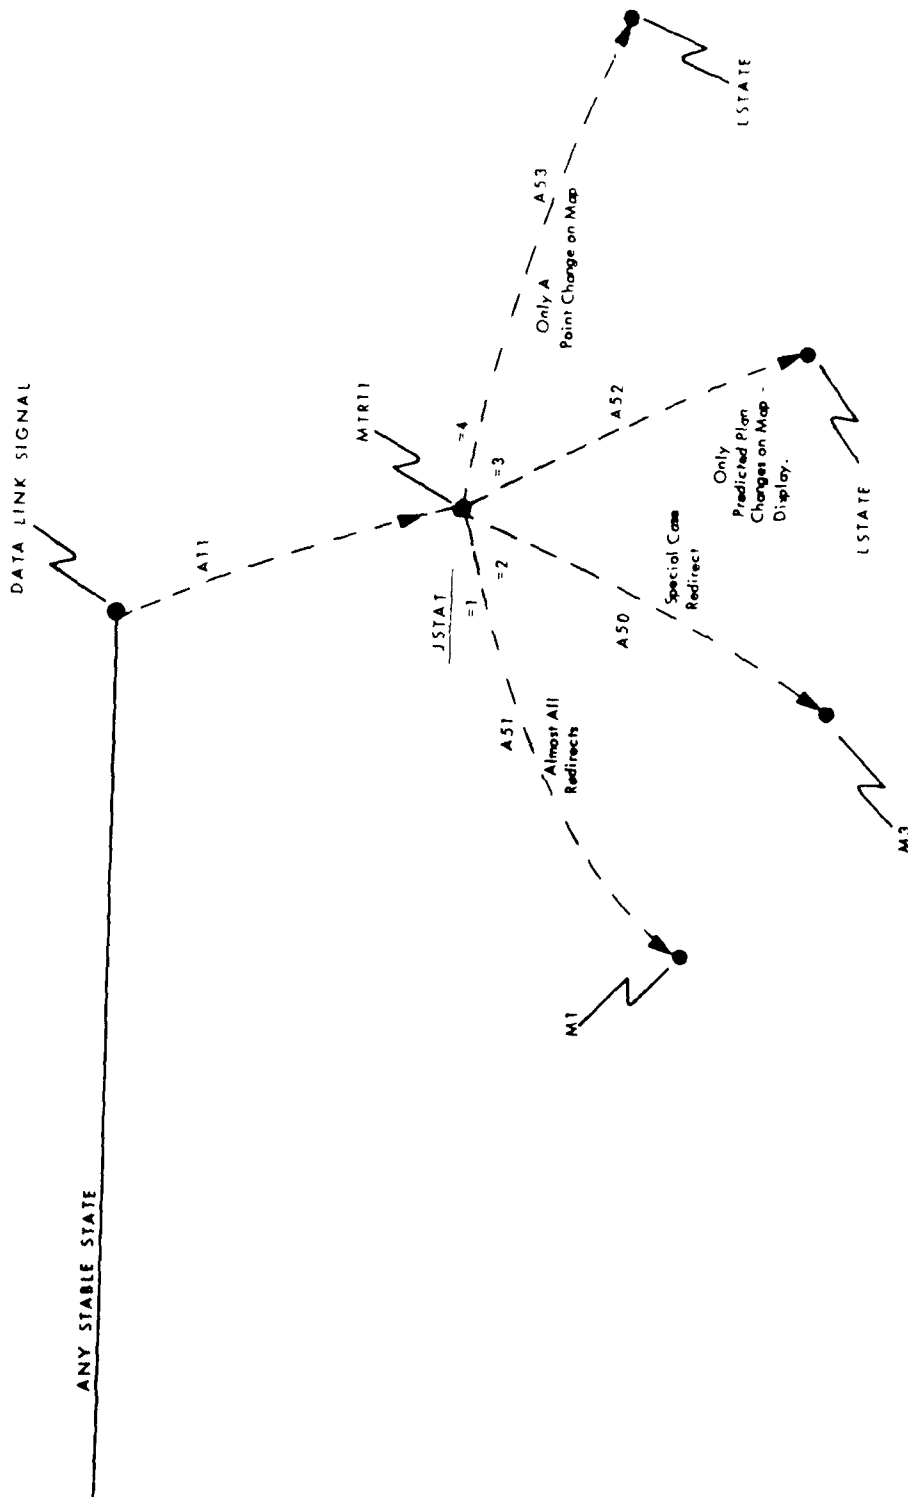 ANY STABLE STATE
DATA LINK SIGNAL
A11
MTR11
JSTAT
=1
=2
=3
=4
A51
Almost All
Redirects
M1
A50
Special Case
Redirect
M3
A52
Only
Predicted Plan
Changes on Map -
Display.
LSTATE
A53
Only A
Point Change on Map
LSTATE